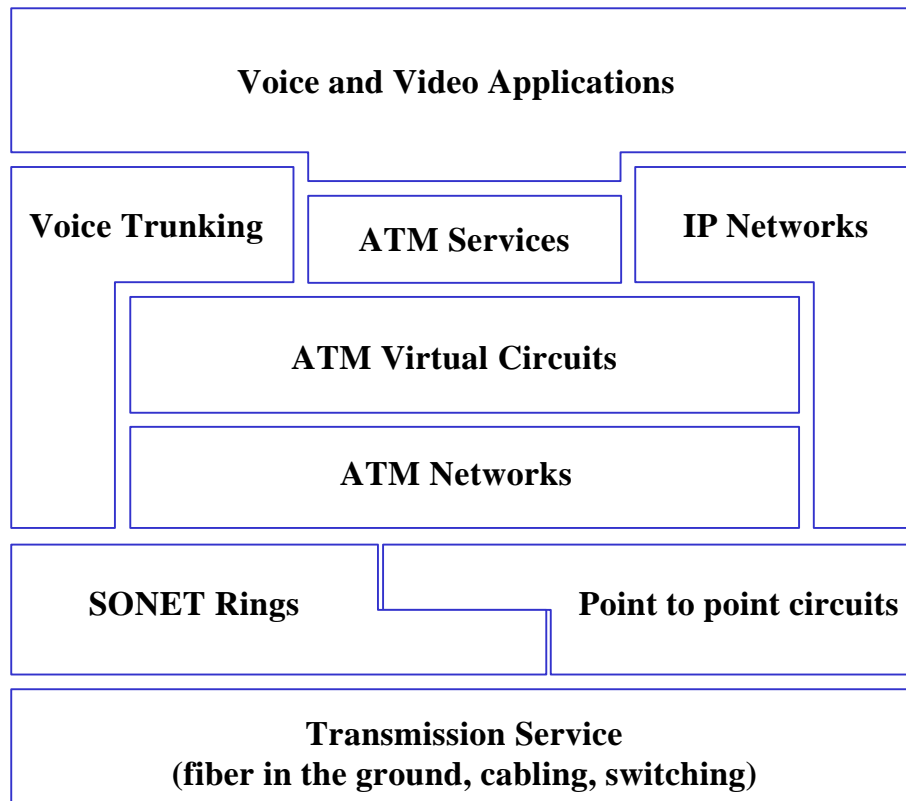 Voice and Video Applications
Voice Trunking
ATM Services
IP Networks
ATM Virtual Circuits
ATM Networks
SONET Rings
Point to point circuits
Transmission Service
(fiber in the ground, cabling, switching)